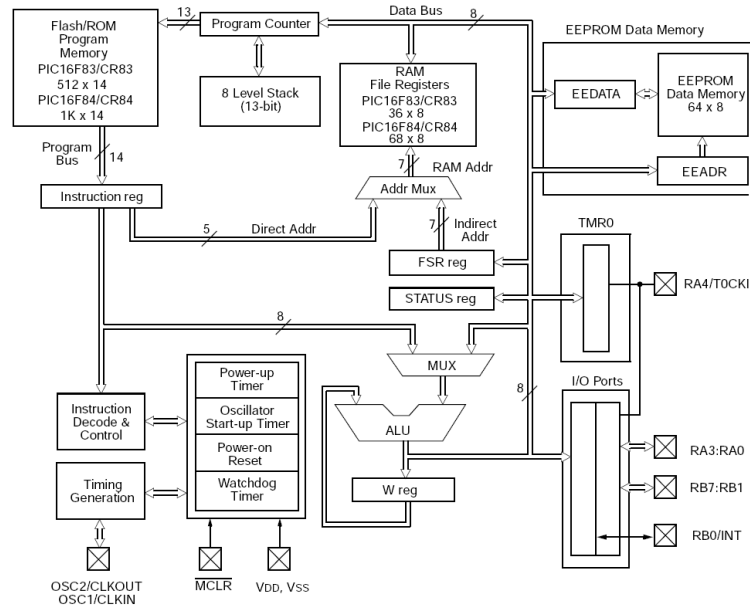 Flash/ROM
Program
Memory
PIC16F83/CR83
512 x 14
PIC16F84/CR84
1K x 14
13
Program Counter
Data Bus
8
8 Level Stack
(13-bit)
RAM
File Registers
PIC16F83/CR83
36 x 8
PIC16F84/CR84
68 x 8
EEPROM Data Memory
EEDATA
EEPROM
Data Memory
64 x 8
EEADR
Program
Bus
14
Instruction reg
7
RAM Addr
Addr Mux
5
Direct Addr
7
Indirect
Addr
FSR reg
STATUS reg
TMR0
RA4/T0CKI
8
MUX
8
ALU
W reg
I/O Ports
RA3:RA0
RB7:RB1
RB0/INT
Power-up
Timer
Oscillator
Start-up Timer
Power-on
Reset
Watchdog
Timer
Instruction
Decode &
Control
Timing
Generation
OSC2/CLKOUT
OSC1/CLKIN
MCLR
VDD, VSS